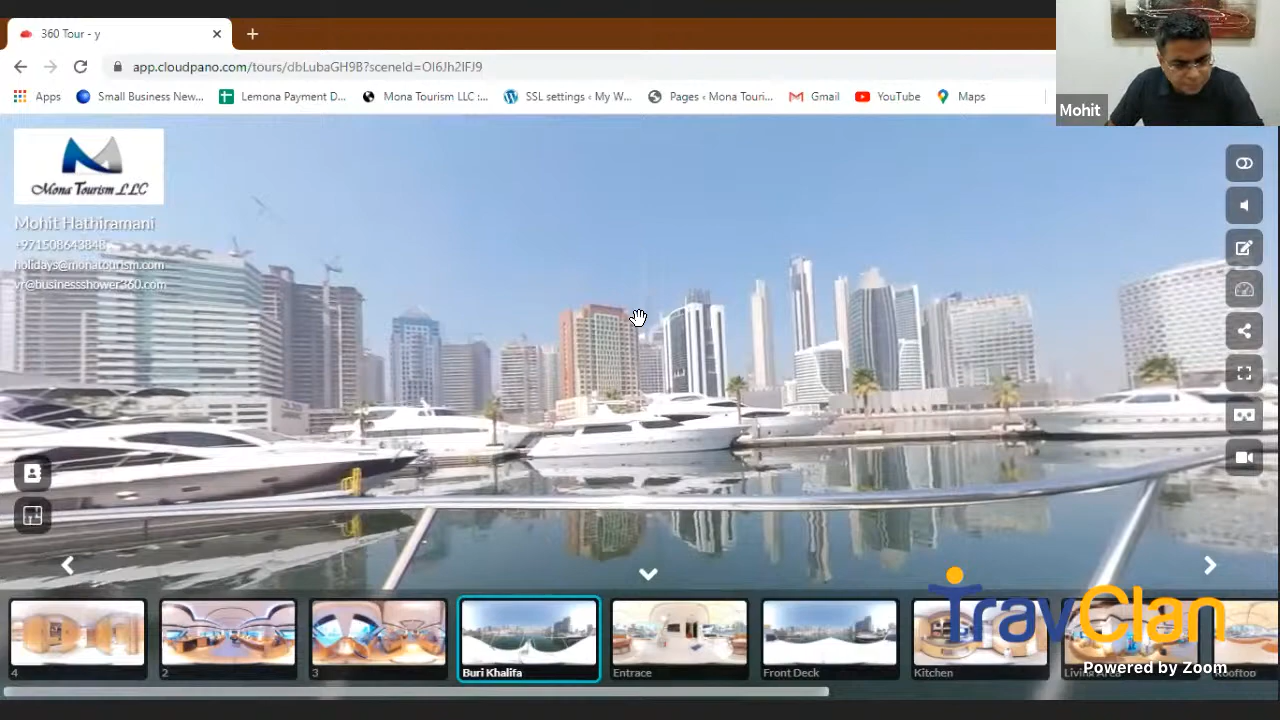 360 Tour - y
app.cloudpano.com/tours/dbLubaGH9B?sceneId=OI6Jh2IFJ9
Apps
Small Business New...
Lemona Payment D...
Mona Tourism LLC :...
SSL settings ‹ My W...
Pages ‹ Mona Touri...
Gmail
YouTube
Maps
Mohit
Mona Tourism LLC
Mohit Hathiramani
+971508643848
holidays@monatourism.com
vr@businessshower360.com
DAMAC
4
2
3
Burj Khalifa
Entrace
Front Deck
Kitchen
Living Area
Rooftop
TravClan
Powered by Zoom